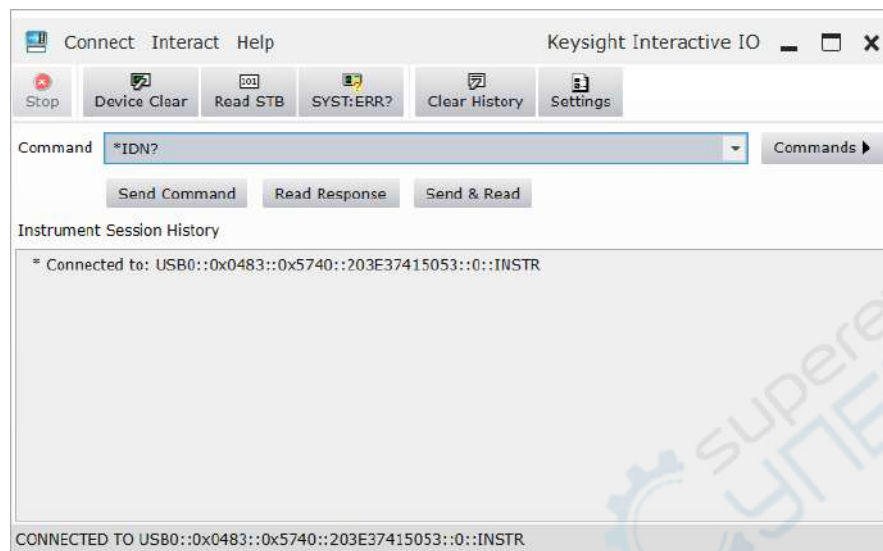 Connect Interact Help Keysight Interactive IO
Stop Device Clear Read STB SYST:ERR? Clear History Settings
Command *IDN? Commands
Send Command Read Response Send & Read
Instrument Session History
* Connected to: USB0::0x0483::0x5740::203E37415053::0::INSTR
CONNECTED TO USB0::0x0483::0x5740::203E37415053::0::INSTR